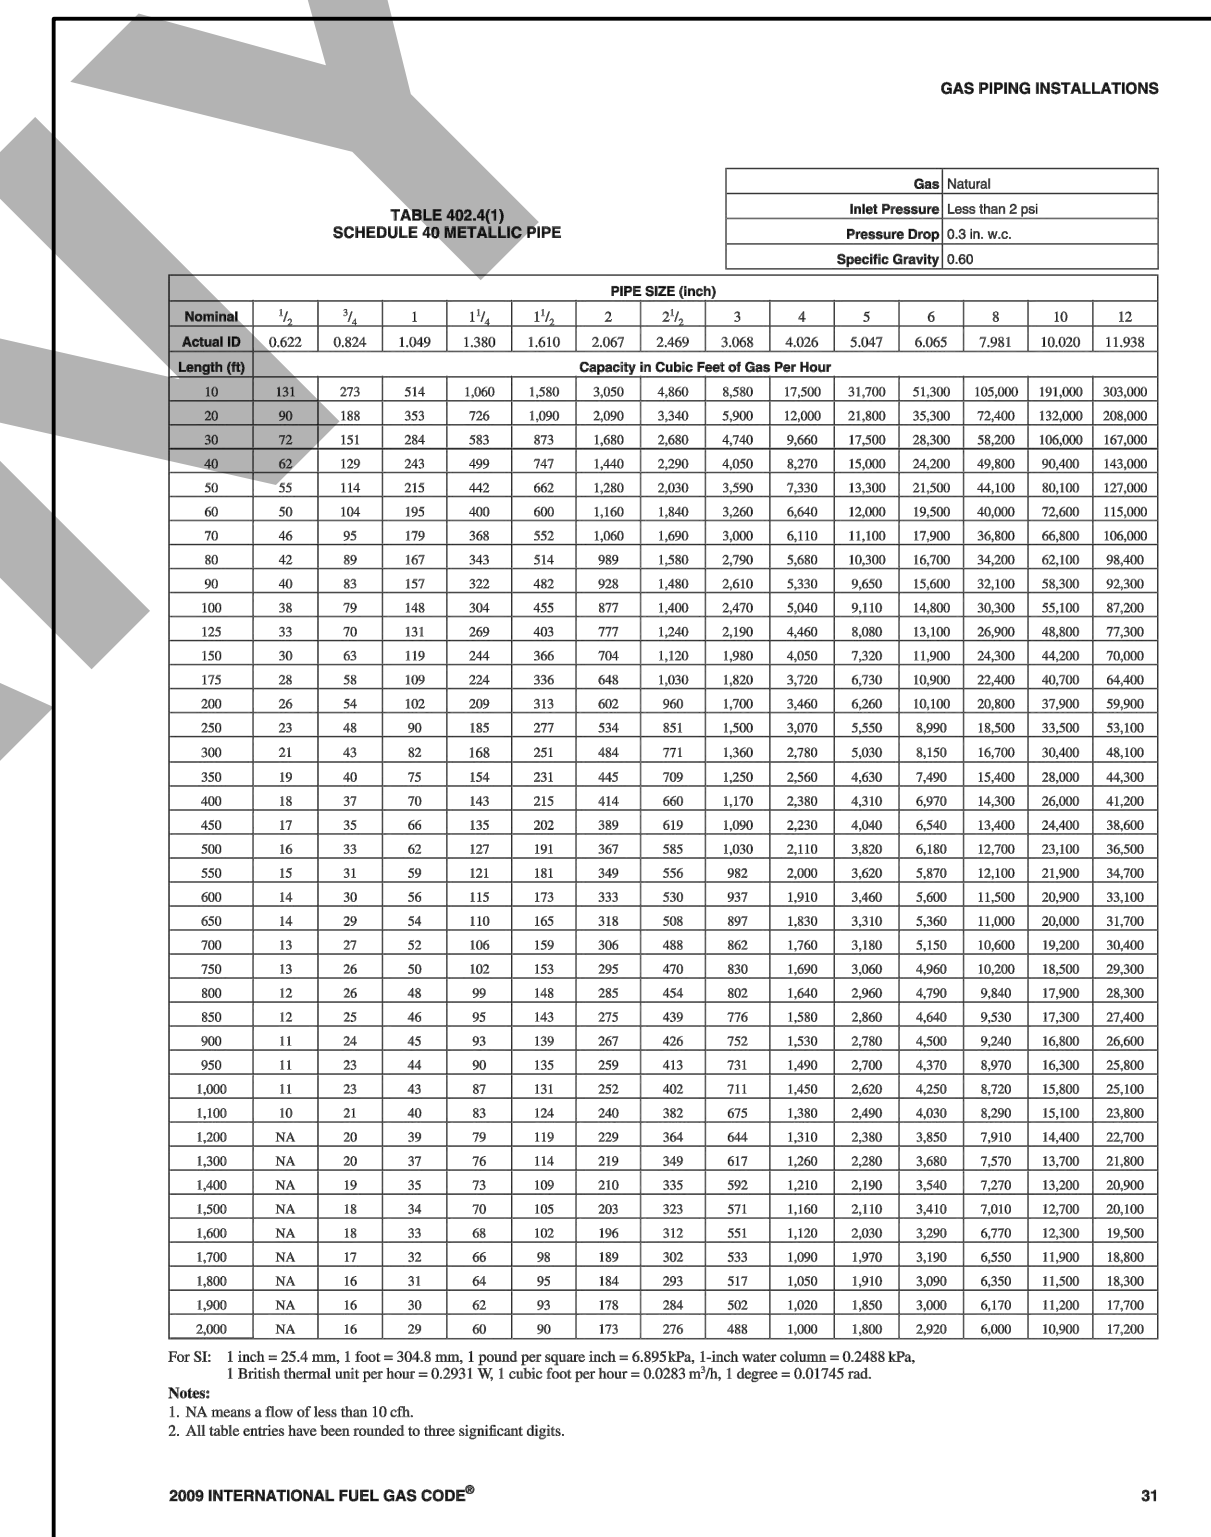 GAS PIPING INSTALLATIONS
Gas Natural
Inlet Pressure Less than 2 psi
Pressure Drop 0.3 in. w.c.
Specific Gravity 0.60
TABLE 402.4(1)
SCHEDULE 40 METALLIC PIPE
PIPE SIZE (inch)
Nominal 1/2 3/4 1 1 1/4 1 1/2 2 2 1/2 3 4 5 6 8 10 12
Actual ID 0.622 0.824 1.049 1.380 1.610 2.067 2.469 3.068 4.026 5.047 6.065 7.981 10.020 11.938
Length (ft) Capacity in Cubic Feet of Gas Per Hour
10 131 273 514 1,060 1,580 3,050 4,860 8,580 17,500 31,700 51,300 105,000 191,000 303,000
20 90 188 353 726 1,090 2,090 3,340 5,900 12,000 21,800 35,300 72,400 132,000 208,000
30 72 151 284 583 873 1,680 2,680 4,740 9,660 17,500 28,300 58,200 106,000 167,000
40 62 129 243 499 747 1,440 2,290 4,050 8,270 15,000 24,200 49,800 90,400 143,000
50 55 114 215 442 662 1,280 2,030 3,590 7,330 13,300 21,500 44,100 80,100 127,000
60 50 104 195 400 600 1,160 1,840 3,260 6,640 12,000 19,500 40,000 72,600 115,000
70 46 95 179 368 552 1,060 1,690 3,000 6,110 11,100 17,900 36,800 66,800 106,000
80 42 89 167 343 514 989 1,580 2,790 5,680 10,300 16,700 34,200 62,100 98,400
90 40 83 157 322 482 928 1,480 2,610 5,330 9,650 15,600 32,100 58,300 92,300
100 38 79 148 304 455 877 1,400 2,470 5,040 9,110 14,800 30,300 55,100 87,200
125 33 70 131 269 403 777 1,240 2,190 4,460 8,080 13,100 26,900 48,800 77,300
150 30 63 119 244 366 704 1,120 1,980 4,050 7,320 11,900 24,300 44,200 70,000
175 28 58 109 224 336 648 1,030 1,820 3,720 6,730 10,900 22,400 40,700 64,400
200 26 54 102 209 313 602 960 1,700 3,460 6,260 10,100 20,800 37,900 59,900
250 23 48 90 185 277 534 851 1,500 3,070 5,550 8,990 18,500 33,500 53,100
300 21 43 82 168 251 484 771 1,360 2,780 5,030 8,150 16,700 30,400 48,100
350 19 40 75 154 231 445 709 1,250 2,560 4,630 7,490 15,400 28,000 44,300
400 18 37 70 143 215 414 660 1,170 2,380 4,310 6,970 14,300 26,000 41,200
450 17 35 66 135 202 389 619 1,090 2,230 4,040 6,540 13,400 24,400 38,600
500 16 33 62 127 191 367 585 1,030 2,110 3,820 6,180 12,700 23,100 36,500
550 15 31 59 121 181 349 556 982 2,000 3,620 5,870 12,100 21,900 34,700
600 14 30 56 115 173 333 530 937 1,910 3,460 5,600 11,500 20,900 33,100
650 14 29 54 110 165 318 508 897 1,830 3,310 5,360 11,000 20,000 31,700
700 13 27 52 106 159 306 488 862 1,760 3,180 5,150 10,600 19,200 30,400
750 13 26 50 102 153 295 470 830 1,690 3,060 4,960 10,200 18,500 29,300
800 12 26 48 99 148 285 454 802 1,640 2,960 4,790 9,840 17,900 28,300
850 12 25 46 95 143 275 439 776 1,580 2,860 4,640 9,530 17,300 27,400
900 11 24 45 93 139 267 426 752 1,530 2,780 4,500 9,240 16,800 26,600
950 11 23 44 90 135 259 413 731 1,490 2,700 4,370 8,970 16,300 25,800
1,000 11 23 43 87 131 252 402 711 1,450 2,620 4,250 8,720 15,800 25,100
1,100 10 21 40 83 124 240 382 675 1,380 2,490 4,030 8,290 15,100 23,800
1,200 NA 20 39 79 119 229 364 644 1,310 2,380 3,850 7,910 14,400 22,700
1,300 NA 20 37 76 114 219 349 617 1,260 2,280 3,680 7,570 13,700 21,800
1,400 NA 19 35 73 109 210 335 592 1,210 2,190 3,540 7,270 13,200 20,900
1,500 NA 18 34 70 105 203 323 571 1,160 2,110 3,410 7,010 12,700 20,100
1,600 NA 18 33 68 102 196 312 551 1,120 2,030 3,290 6,770 12,300 19,500
1,700 NA 17 32 66 98 189 302 533 1,090 1,970 3,190 6,550 11,900 18,800
1,800 NA 16 31 64 95 184 293 517 1,050 1,910 3,090 6,350 11,500 18,300
1,900 NA 16 30 62 93 178 284 502 1,020 1,850 3,000 6,170 11,200 17,700
2,000 NA 16 29 60 90 173 276 488 1,000 1,800 2,920 6,000 10,900 17,200
For SI: 1 inch = 25.4 mm, 1 foot = 304.8 mm, 1 pound per square inch = 6.895 kPa, 1-inch water column = 0.2488 kPa,
1 British thermal unit per hour = 0.2931 W, 1 cubic foot per hour = 0.0283 m³/h, 1 degree = 0.01745 rad.
Notes:
1. NA means a flow of less than 10 cfh.
2. All table entries have been rounded to three significant digits.
2009 INTERNATIONAL FUEL GAS CODE®
31